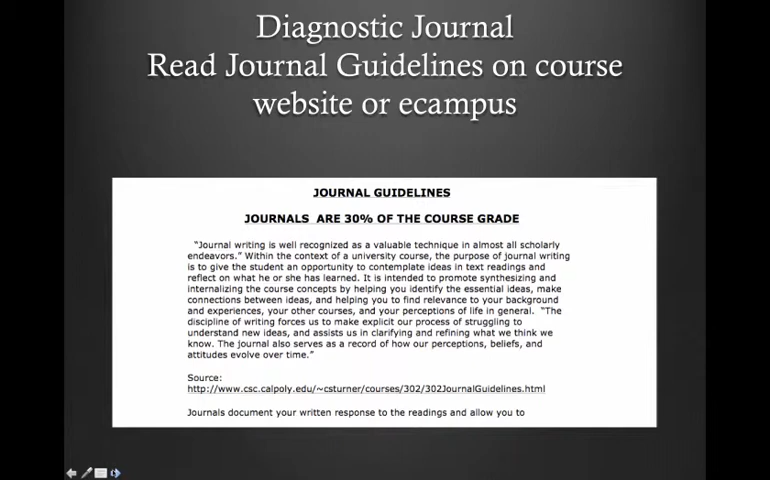 Diagnostic Journal
Read Journal Guidelines on course
website or ecampus
JOURNAL GUIDELINES
JOURNALS  ARE 30% OF THE COURSE GRADE
"Journal writing is well recognized as a valuable technique in almost all scholarly
endeavors." Within the context of a university course, the purpose of journal writing
is to give the student an opportunity to contemplate ideas in text readings and
reflect on what he or she has learned. It is intended to promote synthesizing and
internalizing the course concepts by helping you identify the essential ideas, make
connections between ideas, and helping you to find relevance to your background
and experiences, your other courses, and your perceptions of life in general.  "The
discipline of writing forces us to make explicit our process of struggling to
understand new ideas, and assists us in clarifying and refining what we think we
know. The journal also serves as a record of how our perceptions, beliefs, and
attitudes evolve over time."
Source:
http://www.csc.calpoly.edu/~csturner/courses/302/302JournalGuidelines.html
Journals document your written response to the readings and allow you to